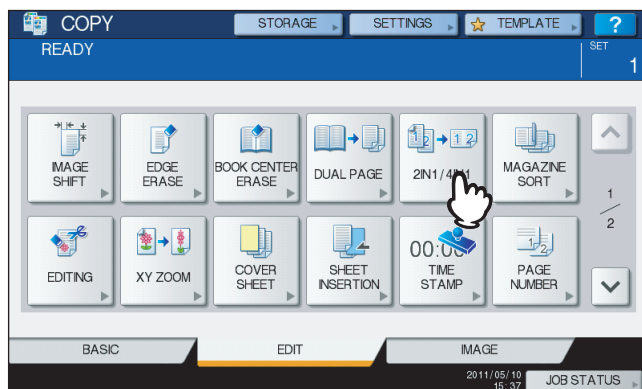 COPY
STORAGE
SETTINGS
TEMPLATE
?
READY
SET
1
IMAGE
SHIFT
EDGE
ERASE
BOOK CENTER
ERASE
DUAL PAGE
2IN1/4IN1
MAGAZINE
SORT
1
2
EDITING
XY ZOOM
COVER
SHEET
SHEET
INSERTION
00:00
TIME
STAMP
PAGE
NUMBER
BASIC
EDIT
IMAGE
2011/05/10
15:37
JOB STATUS